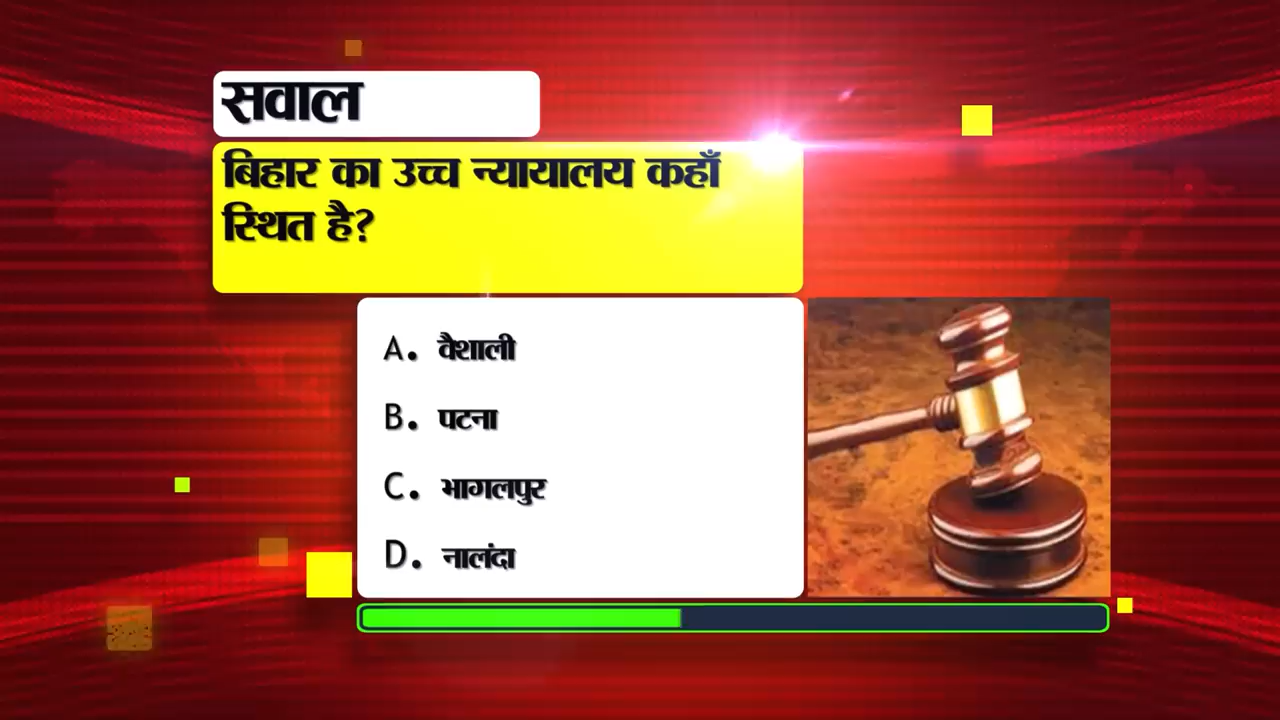 सवाल
बिहार का उच्च न्यायालय कहाँ
स्थित है?
A. वैशाली
B. पटना
C. भागलपुर
D. नालंदा